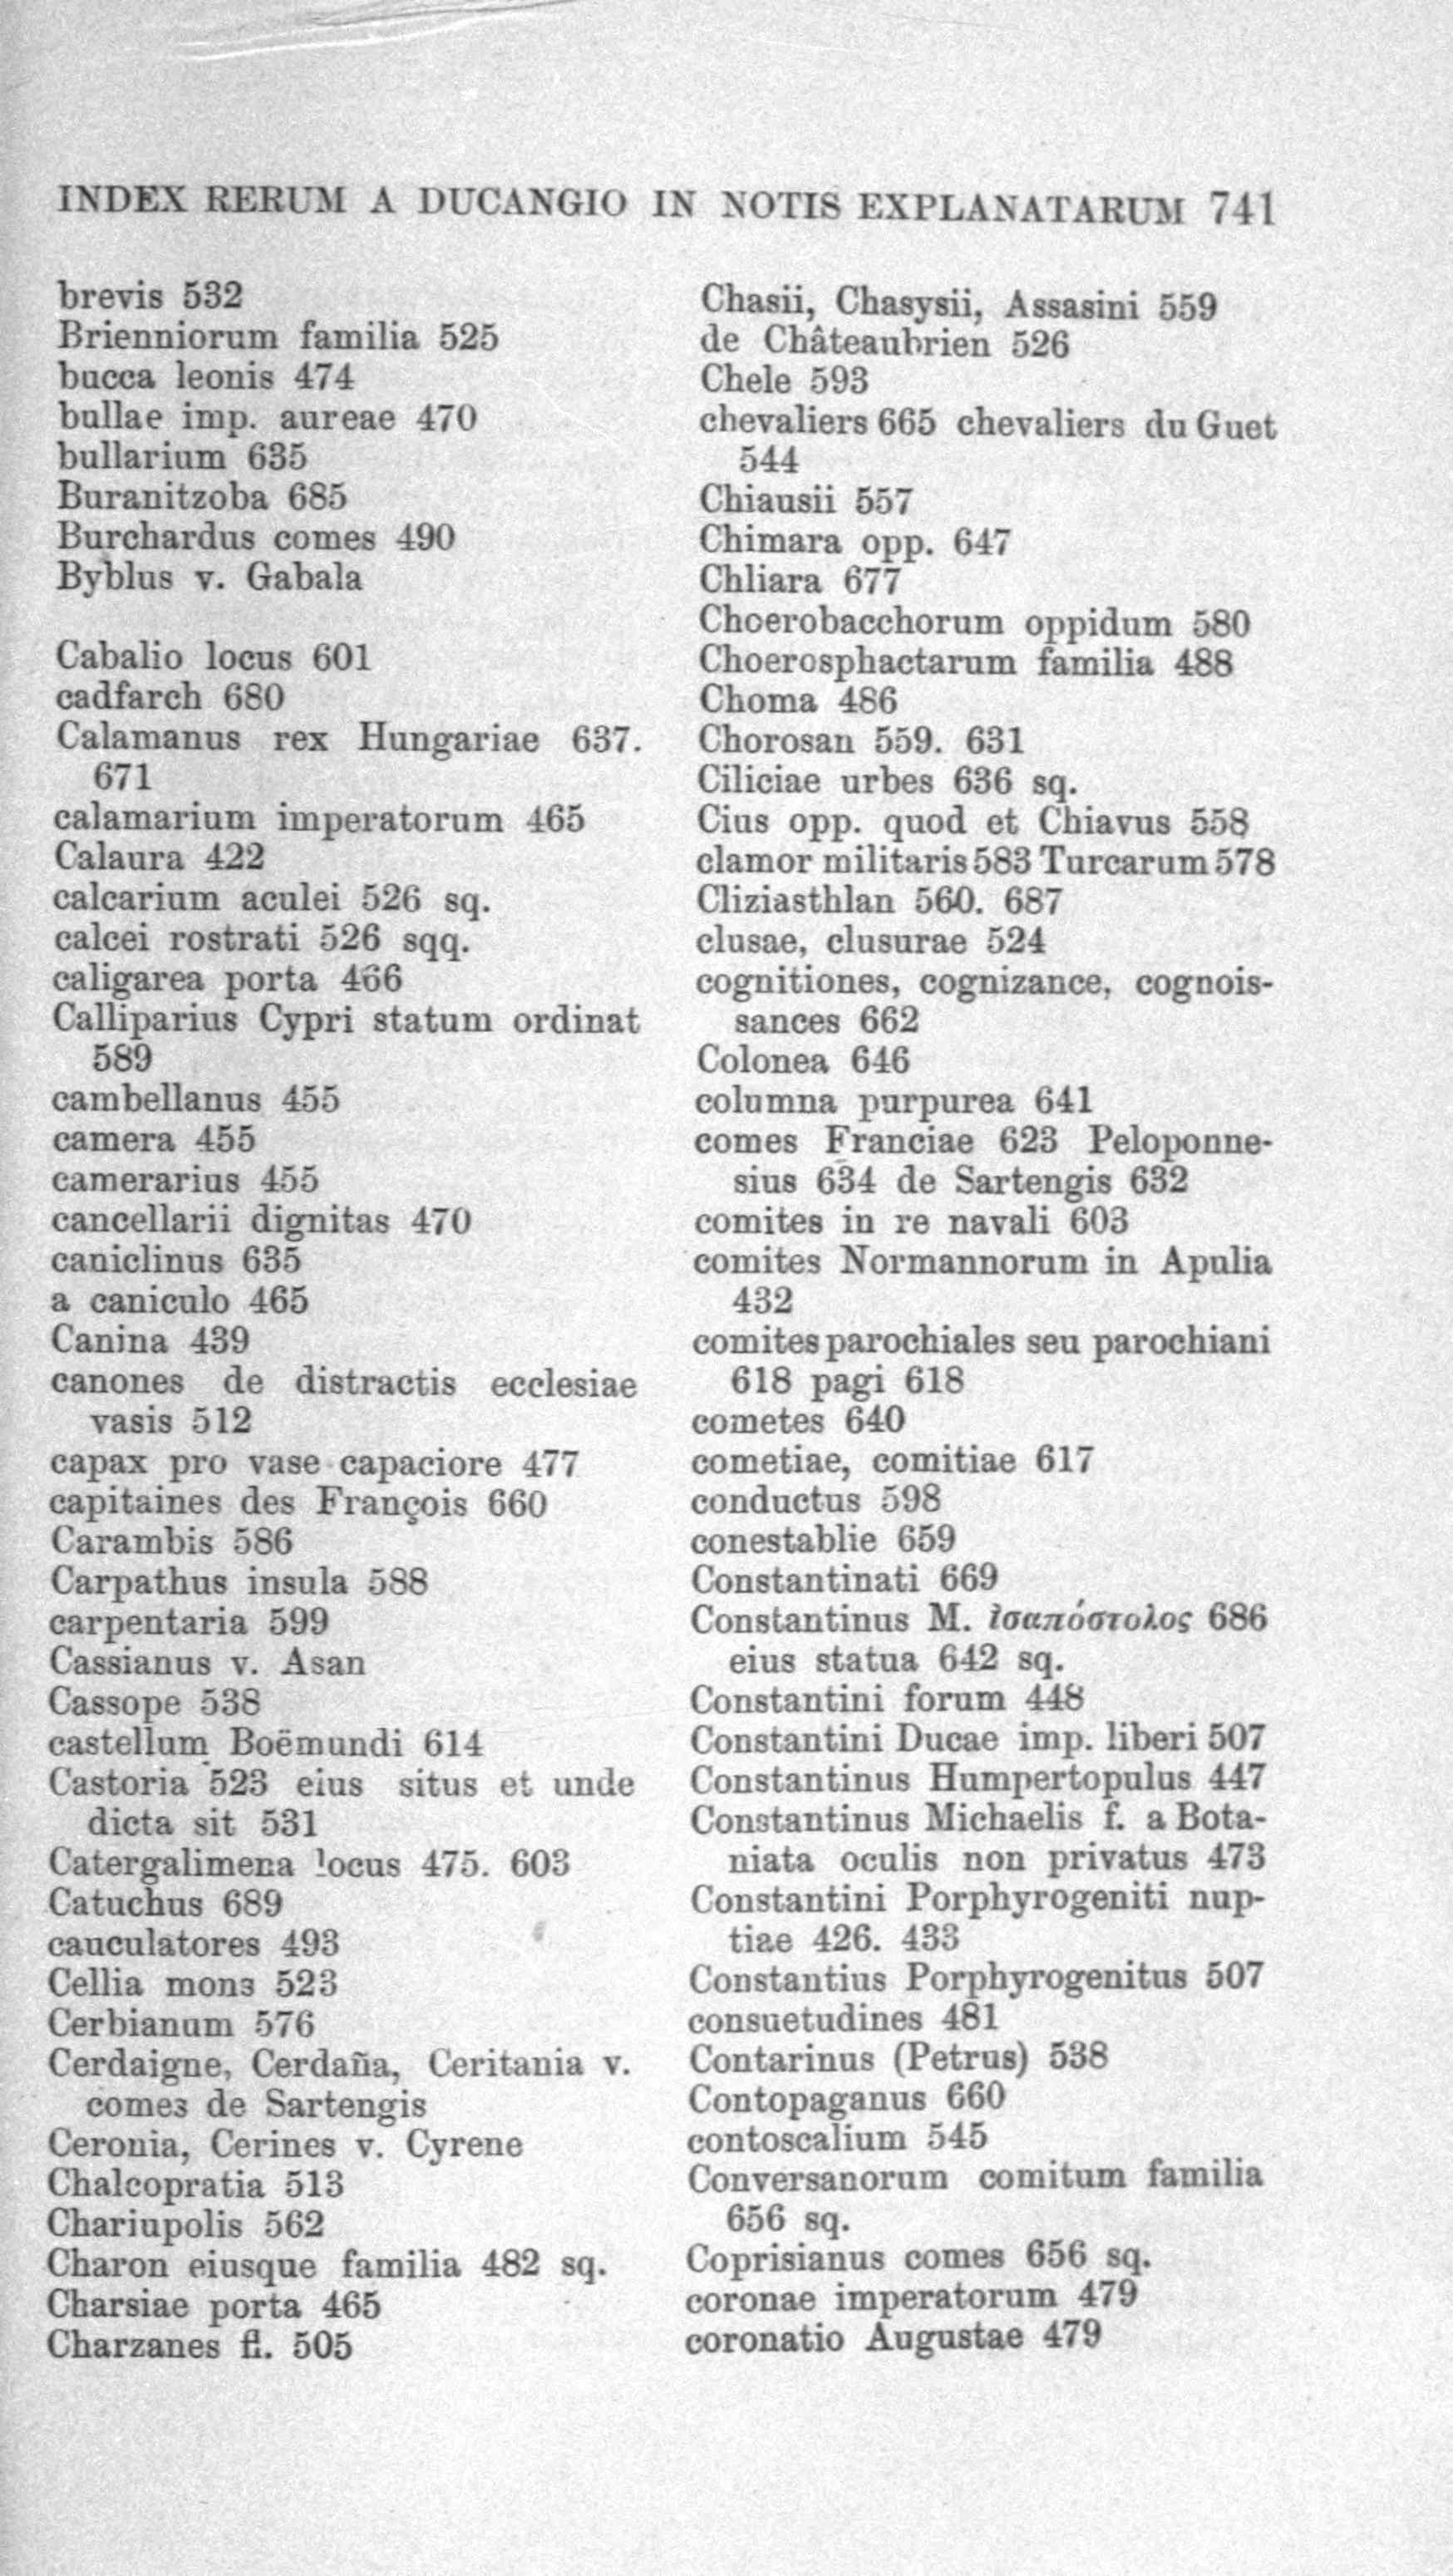 INDEX RERUM A DUCANGIO IN NOTIS EXPLANATARUM 741
brevis 532
Brienniorum familia 525
bucca leonis 474
bullae imp. aureae 470
bullarium 635
Buranitzoba 685
Burchardus comes 490
Byblus v. Gabala
Cabalio locus 601
cadfarch 680
Calamanus rex Hungariae 637.
671
calamarium imperatorum 465
Calaura 422
calcarium aculei 526 sq.
calcei rostrati 526 sqq.
caligarea porta 466
Calliparius Cypri statum ordinat
589
cambellanus 455
camera 455
camerarius 455
cancellarii dignitas 470
caniclinus 635
a caniculo 465
Canina 439
canones de distractis ecclesiae
vasis 512
capax pro vase capaciore 477
capitaines des François 660
Carambis 586
Carpathus insula 588
carpentaria 599
Cassianus v. Asan
Cassope 538
castellum Boëmundi 614
Castoria 523 eius situs et unde
dicta sit 531
Catergalimena locus 475. 603
Catuchus 689
cauculatores 493
Cellia mons 523
Cerbianum 576
Cerdaigne, Cerdaña, Ceritania v.
comes de Sartengis
Ceronia, Cerines v. Cyrene
Chalcopratia 513
Chariupolis 562
Charon eiusque familia 482 sq.
Charsiae porta 465
Charzanes fl. 505
Chasii, Chasysii, Assasini 559
de Châteaubrien 526
Chele 593
chevaliers 665 chevaliers du Guet
544
Chiausii 557
Chimara opp. 647
Chliara 677
Choerobacchorum oppidum 580
Choerosphactarum familia 488
Choma 486
Chorosan 559. 631
Ciliciae urbes 636 sq.
Cius opp. quod et Chiavus 558
clamor militaris 583 Turcarum 578
Cliziasthlan 560. 687
clusae, clusurae 524
cognitiones, cognizance, cognois-
sances 662
Colonea 646
columna purpurea 641
comes Franciae 623 Peloponne-
sius 634 de Sartengis 632
comites in re navali 603
comites Normannorum in Apulia
432
comites parochiales seu parochiani
618 pagi 618
cometes 640
cometiae, comitiae 617
conductus 598
conestablie 659
Constantinati 669
Constantinus M. ἰσαπόστολος 686
eius statua 642 sq.
Constantini forum 448
Constantini Ducae imp. liberi 507
Constantinus Humpertopulus 447
Constantinus Michaelis f. a Bota-
niata oculis non privatus 473
Constantini Porphyrogeniti nup-
tiae 426. 433
Constantius Porphyrogenitus 507
consuetudines 481
Contarinus (Petrus) 538
Contopaganus 660
contoscalium 545
Conversanorum comitum familia
656 sq.
Coprisianus comes 656 sq.
coronae imperatorum 479
coronatio Augustae 479